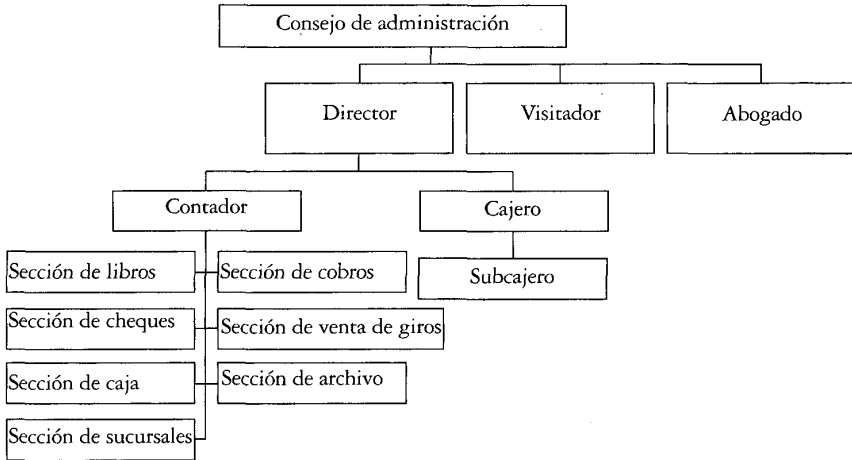 Consejo de administración
Director
Visitador
Abogado
Contador
Cajero
Sección de libros
Sección de cobros
Subcajero
Sección de cheques
Sección de venta de giros
Sección de caja
Sección de archivo
Sección de sucursales